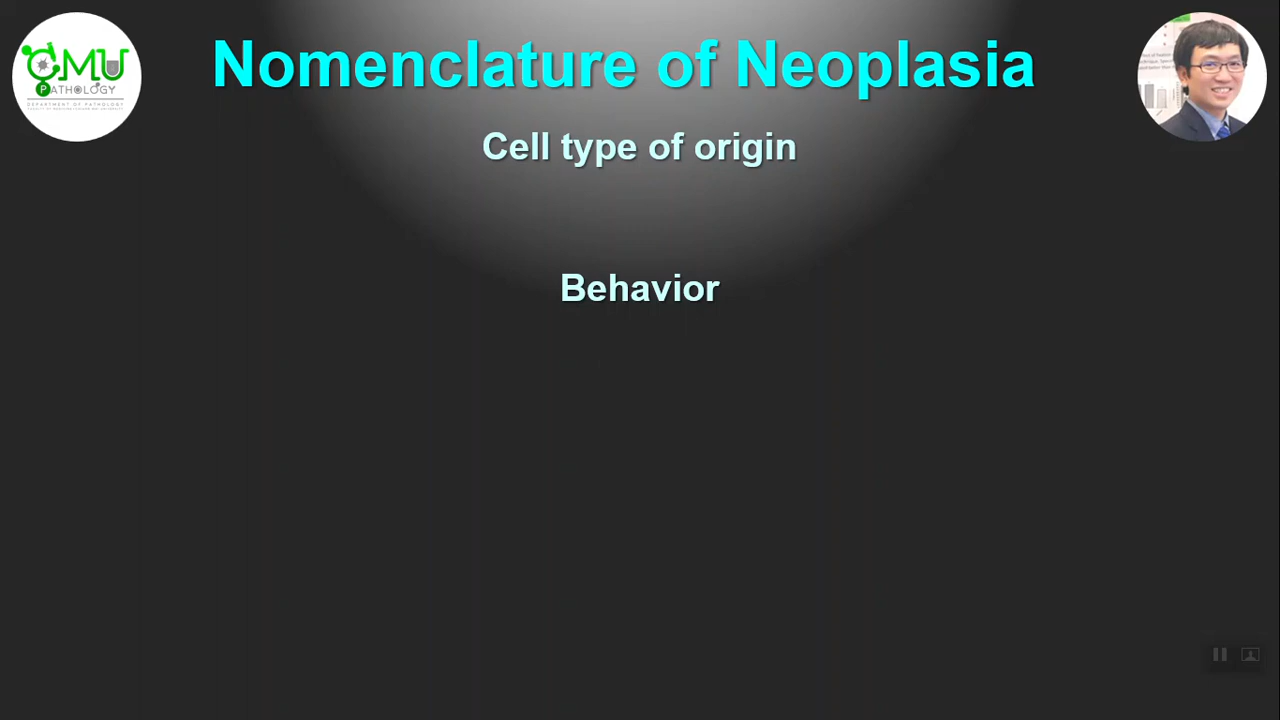 Nomenclature of Neoplasia
CMU
PATHOLOGY
DEPARTMENT OF PATHOLOGY
Cell type of origin
Behavior